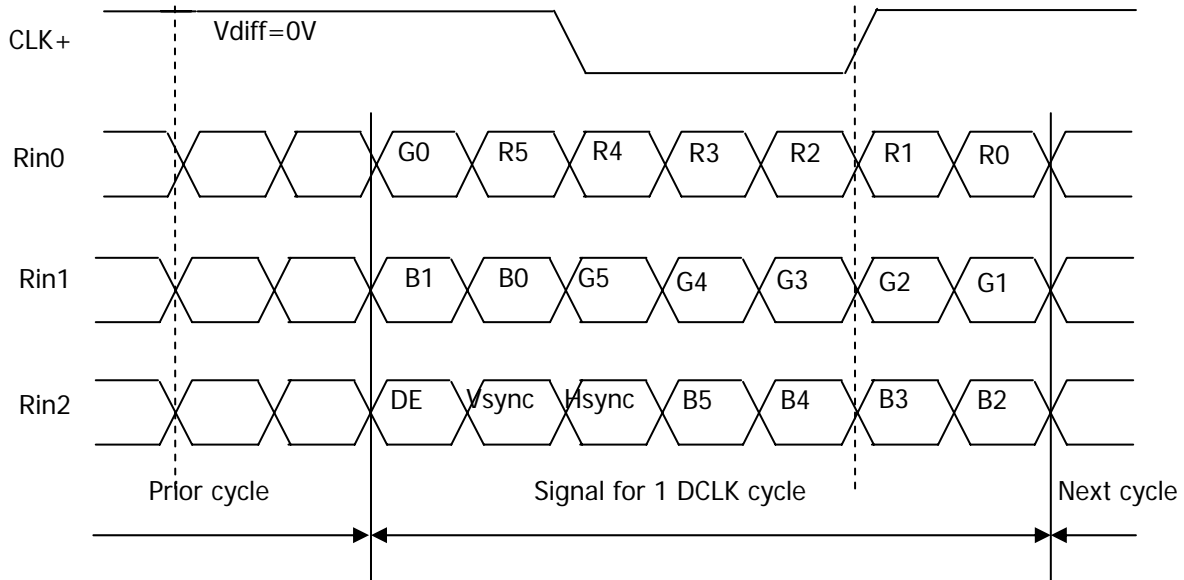 CLK+ Vdiff=0V
Rin0 G0 R5 R4 R3 R2 R1 R0
Rin1 B1 B0 G5 G4 G3 G2 G1
Rin2 DE Vsync Hsync B5 B4 B3 B2
Prior cycle Signal for 1 DCLK cycle Next cycle